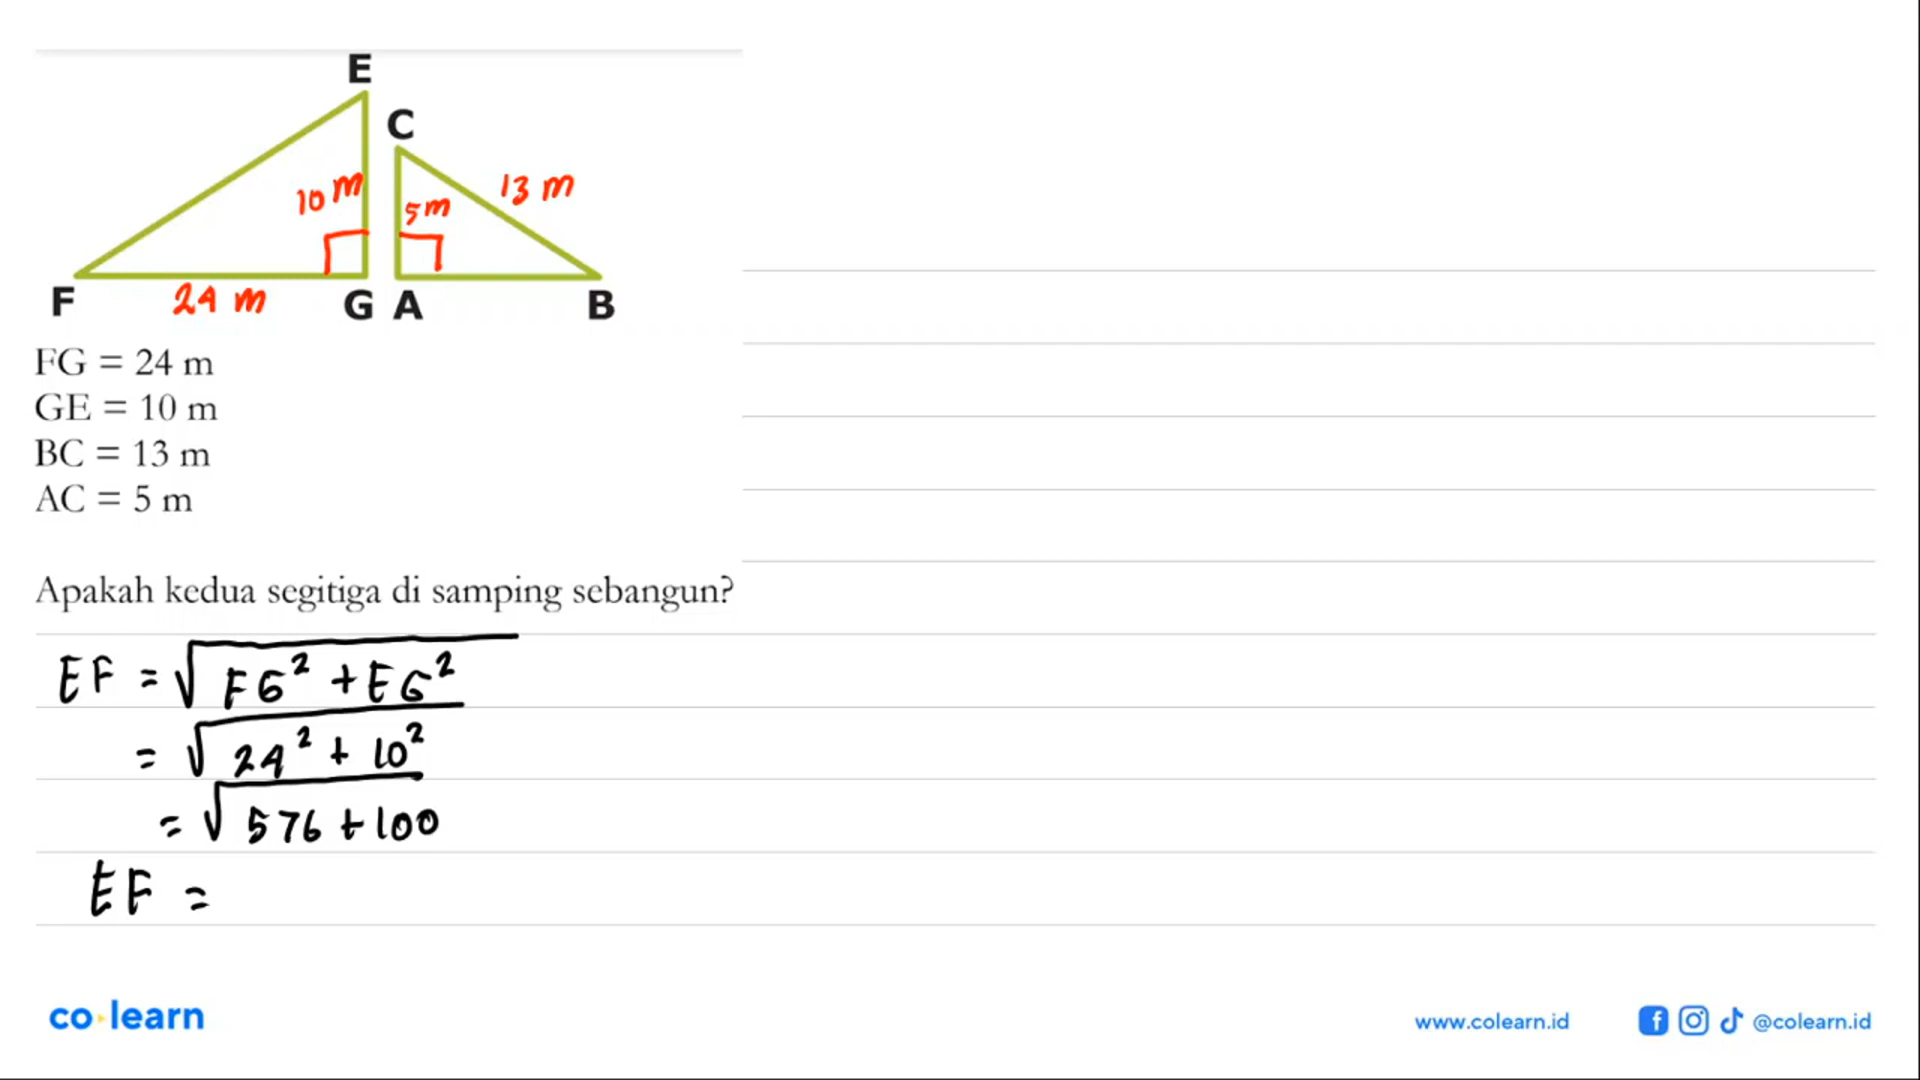 E
C
10 m
5 m
13 m
F
24 m
G
A
B
FG = 24 m
GE = 10 m
BC = 13 m
AC = 5 m
Apakah kedua segitiga di samping sebangun?
EF = √FG² + EG²
= √24² + 10²
= √576 + 100
EF =
co learn
www.colearn.id
@colearn.id